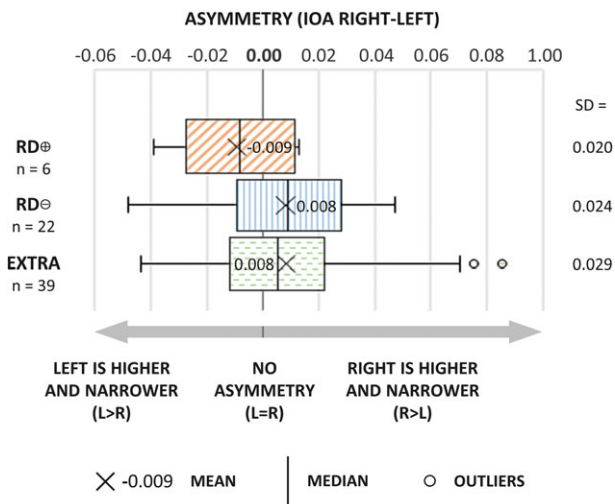 ASYMMETRY (IOA RIGHT-LEFT)
-0.06 -0.04 -0.02 0.00 0.02 0.04 0.06 0.08 1.00
SD =
RD⊕
n = 6
-0.009
0.020
RD⊖
n = 22
0.008
0.024
EXTRA
n = 39
0.008
0.029
LEFT IS HIGHER
AND NARROWER
(L>R)
NO
ASYMMETRY
(L=R)
RIGHT IS HIGHER
AND NARROWER
(R>L)
-0.009 MEAN MEDIAN OUTLIERS